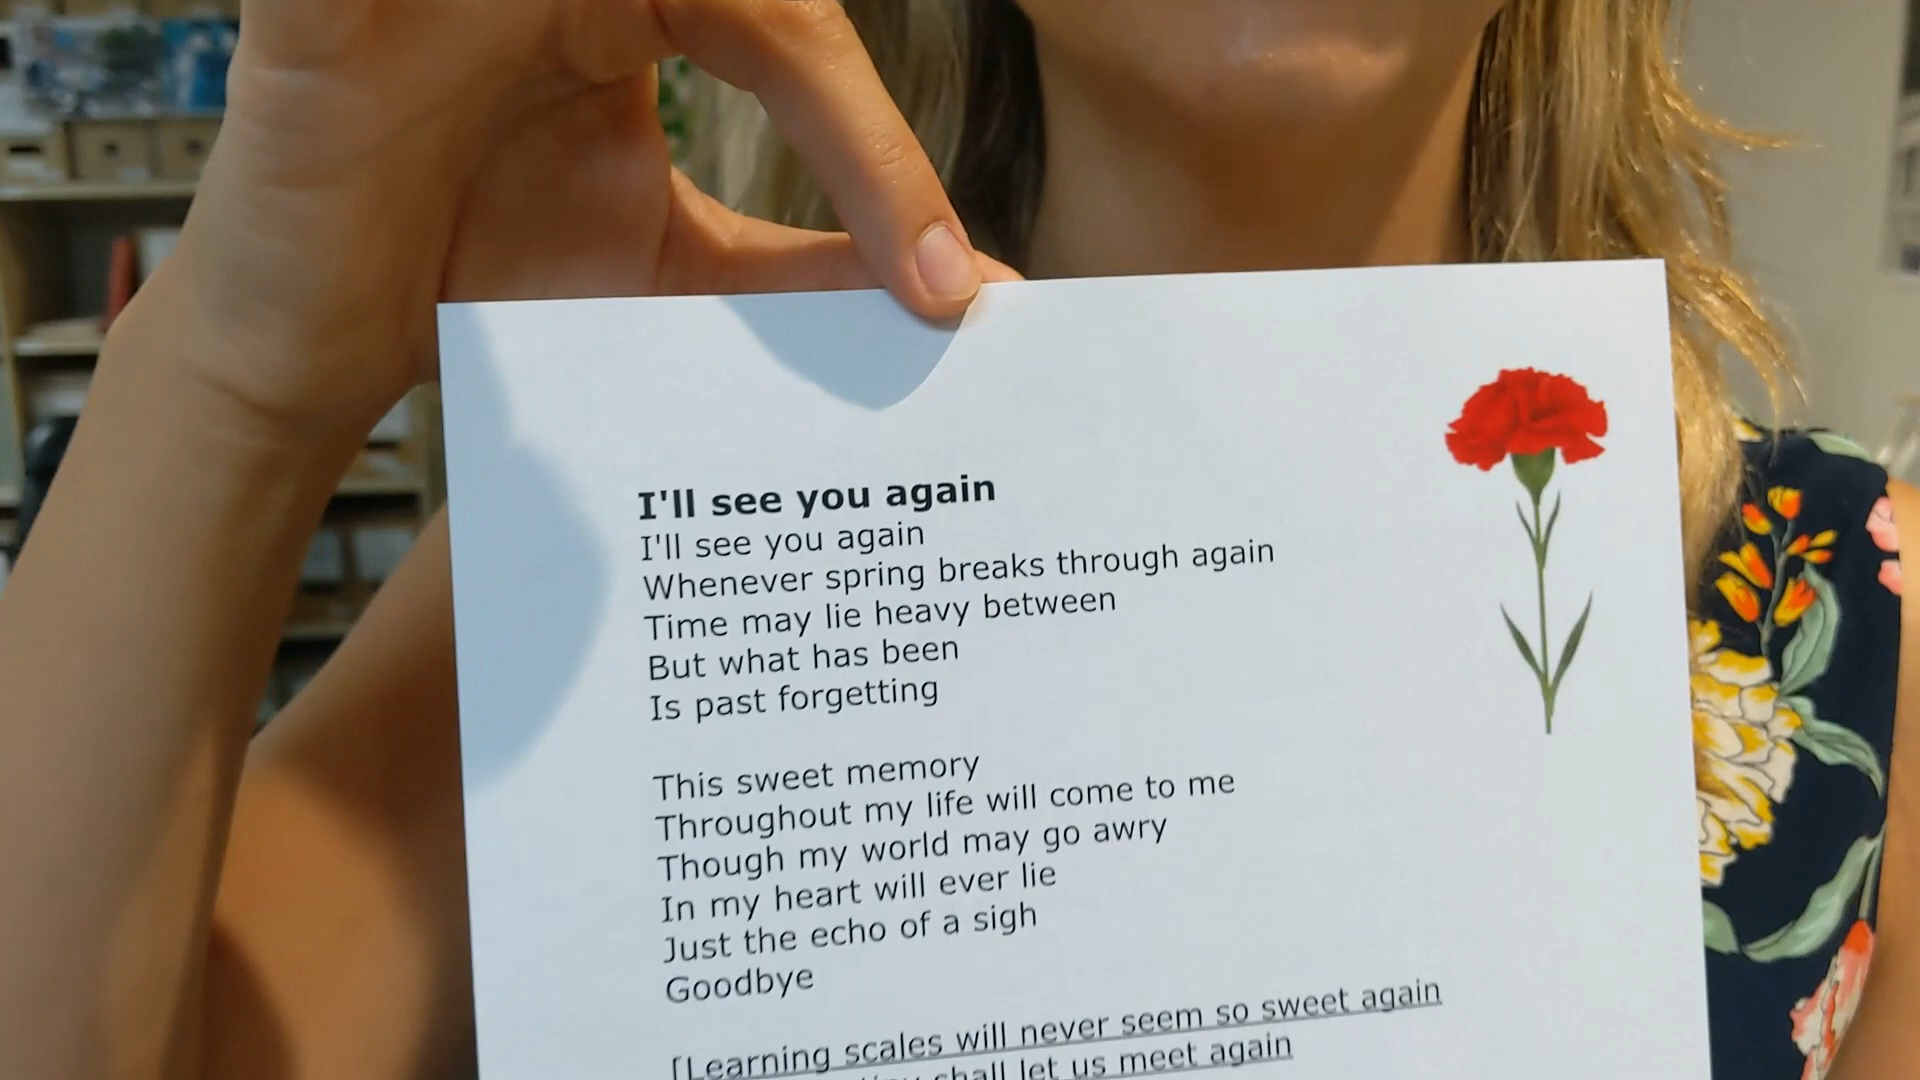 I'll see you again
I'll see you again
Whenever spring breaks through again
Time may lie heavy between
But what has been
Is past forgetting
This sweet memory
Throughout my life will come to me
Though my world may go awry
In my heart will ever lie
Just the echo of a sigh
Goodbye
[Learning scales will never seem so sweet again
shall let us meet again